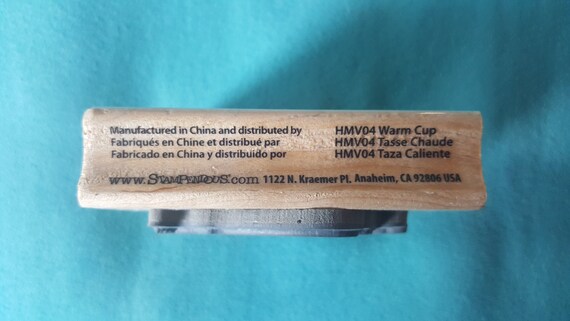 Manufactured in China and distributed by HMV04 Warm Cup
Fabriqués en Chine et distribué par HMV04 Tasse Chaude
Fabricado en China y distribuido por HMV04 Taza Caliente
www.STAMPENDOUS.com 1122 N. Kraemer Pl. Anaheim, CA 92806 USA